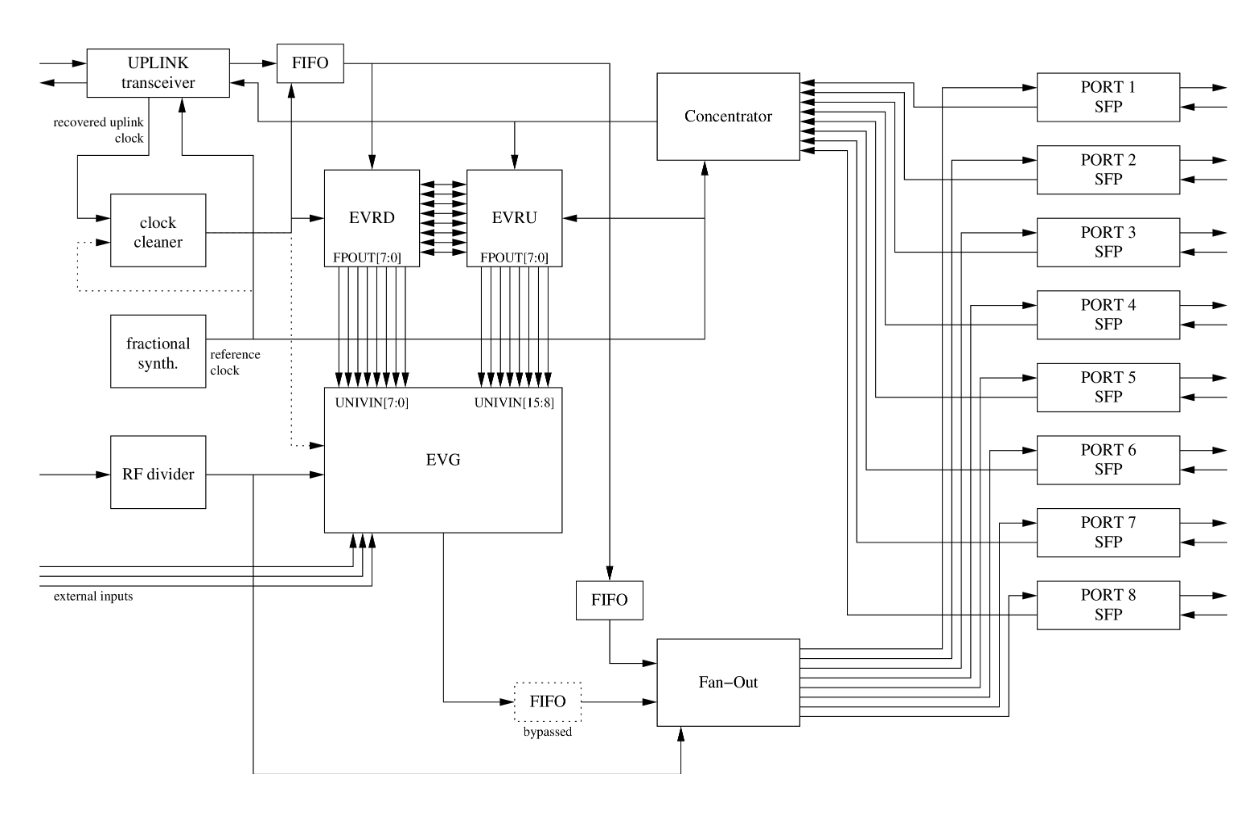 UPLINK
transceiver
FIFO
recovered uplink
clock
clock
cleaner
fractional
synth.
reference
clock
RF divider
external inputs
EVRD
FPOUT[7:0]
EVRU
FPOUT[7:0]
UNIVIN[7:0]
UNIVIN[15:8]
EVG
Concentrator
FIFO
FIFO
bypassed
Fan−Out
PORT 1
SFP
PORT 2
SFP
PORT 3
SFP
PORT 4
SFP
PORT 5
SFP
PORT 6
SFP
PORT 7
SFP
PORT 8
SFP